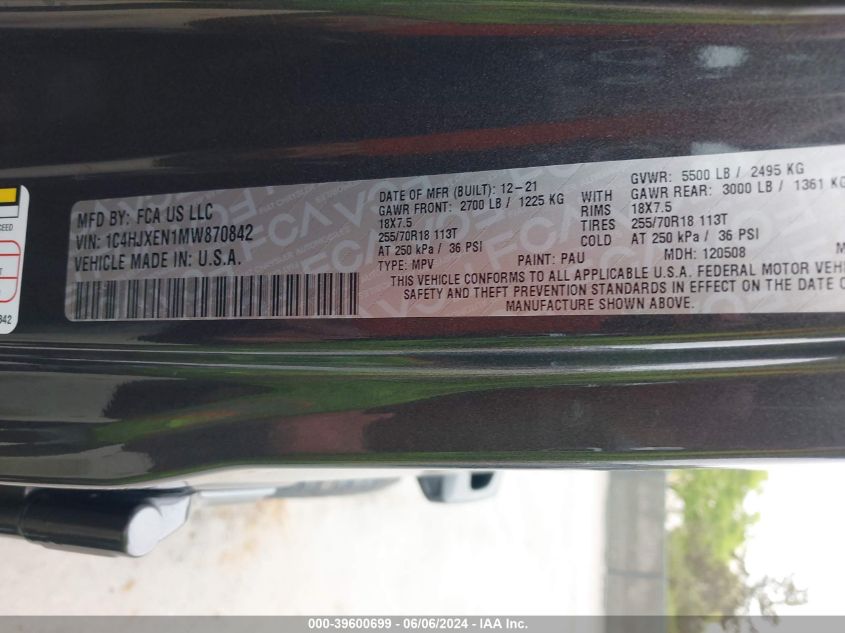 MFD BY: FCA US LLC
VIN: 1C4HJXEN1MW870842
VEHICLE MADE IN: U.S.A.
DATE OF MFR (BUILT): 12-21
GAWR FRONT: 2700 LB / 1225 KG
18X7.5
255/70R18 113T
AT 250 kPa / 36 PSI
TYPE: MPV
PAINT: PAU
WITH
RIMS
TIRES
COLD
GVWR: 5500 LB / 2495 KG
GAWR REAR: 3000 LB / 1361 KG
18X7.5
255/70R18 113T
AT 250 kPa / 36 PSI
MDH: 120508
THIS VEHICLE CONFORMS TO ALL APPLICABLE U.S.A. FEDERAL MOTOR VEH
SAFETY AND THEFT PREVENTION STANDARDS IN EFFECT ON THE DATE O
MANUFACTURE SHOWN ABOVE.
842
000-39600699 - 06/06/2024 - IAA Inc.